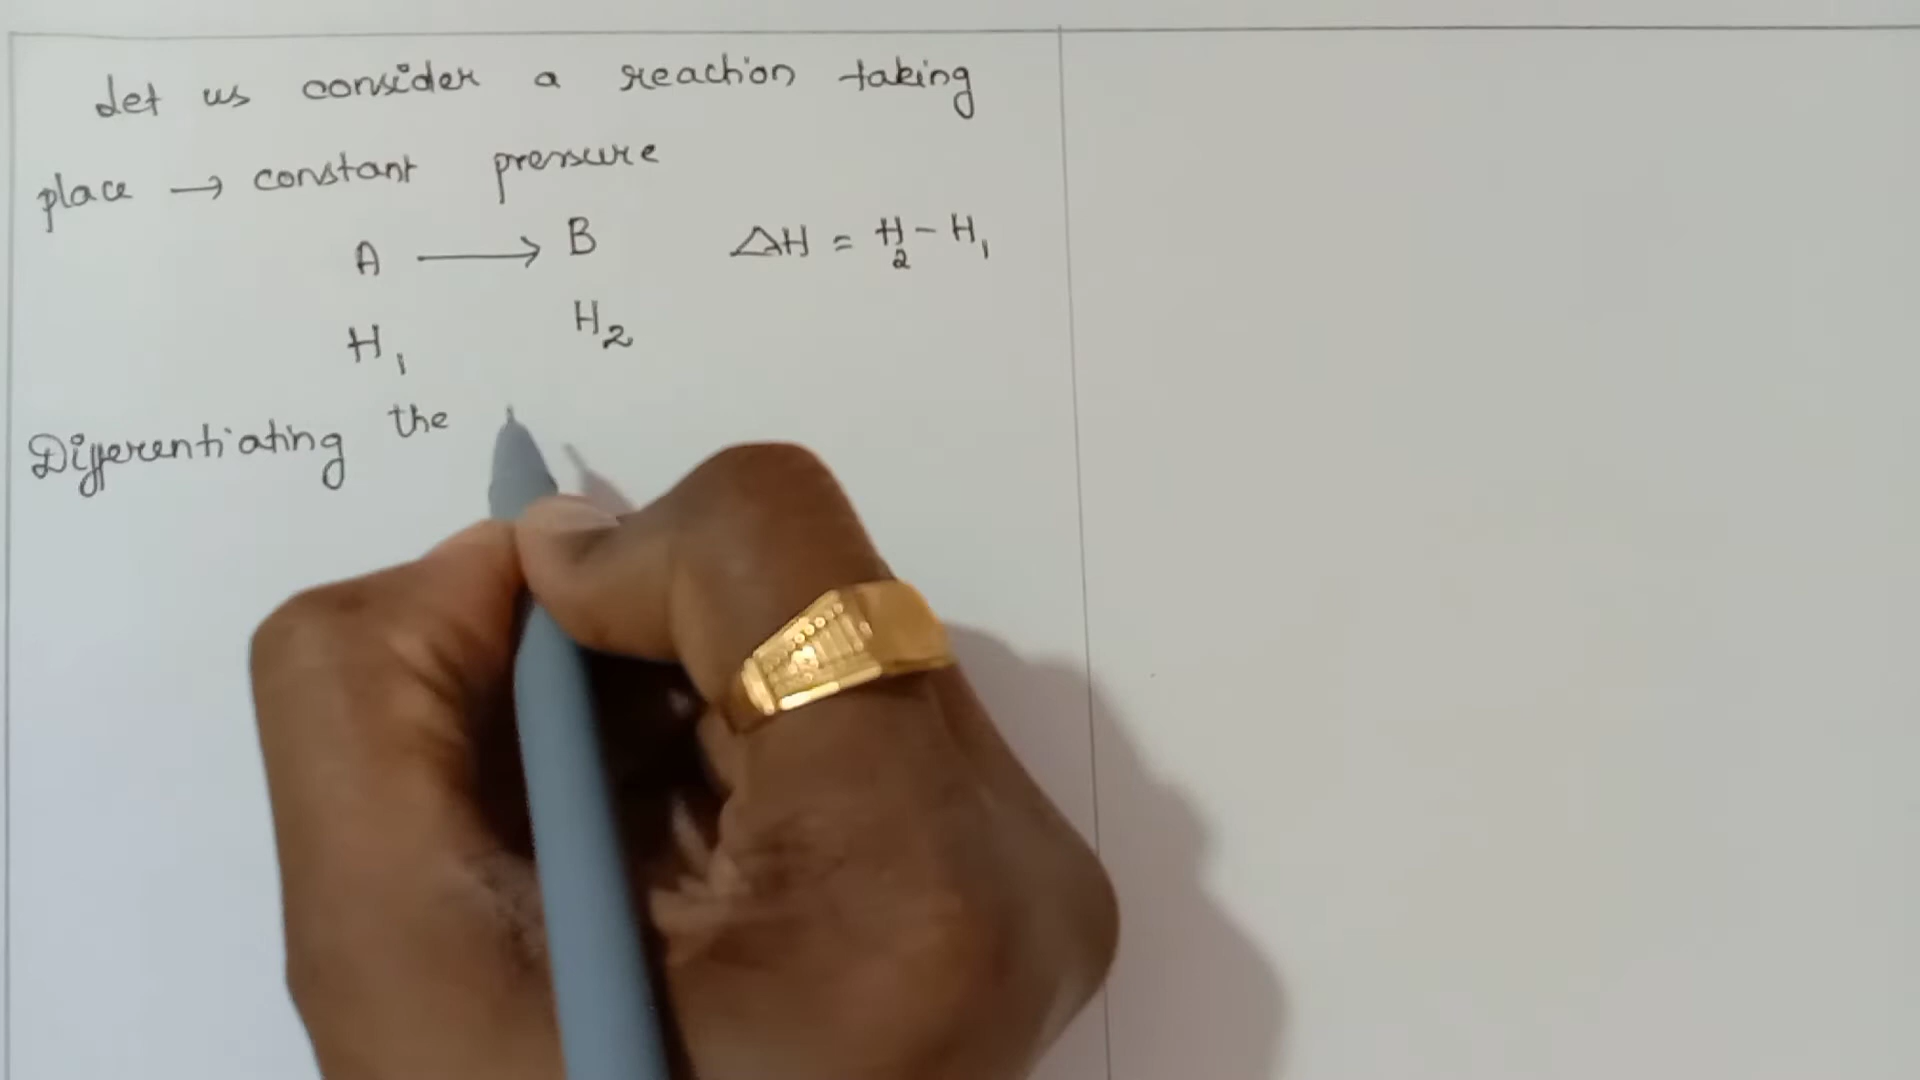 Let us consider a reaction taking
place → constant pressure
A ⟶ B ΔH = H₂ - H₁
H₁ H₂
Differentiating the